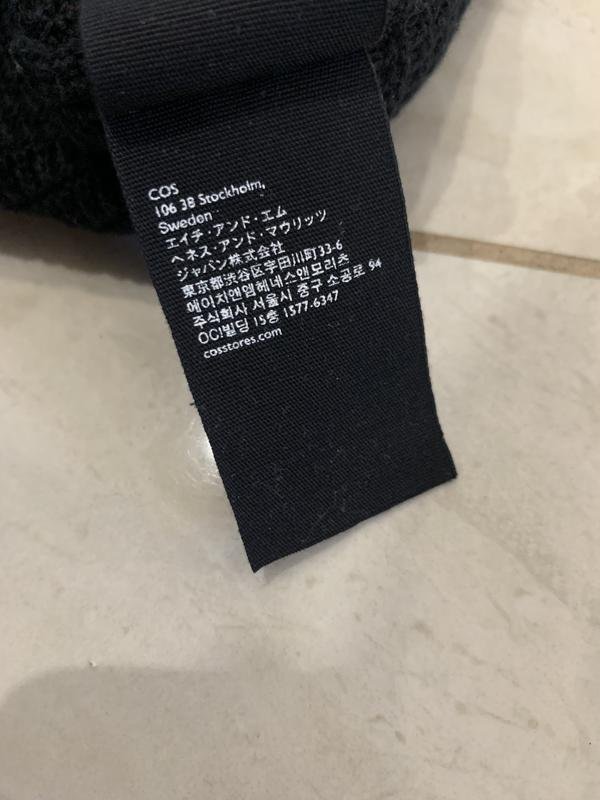 COS
106 38 Stockholm,
Sweden
エイチ・アンド・エム
ヘネス・アンド・マウリッツ
ジャパン株式会社
東京都渋谷区宇田川町33-6
에이치앤엠헤네스앤모리츠
주식회사 서울시 중구 소공로 94
OCI빌딩 15층 1577-6347
cosstores.com